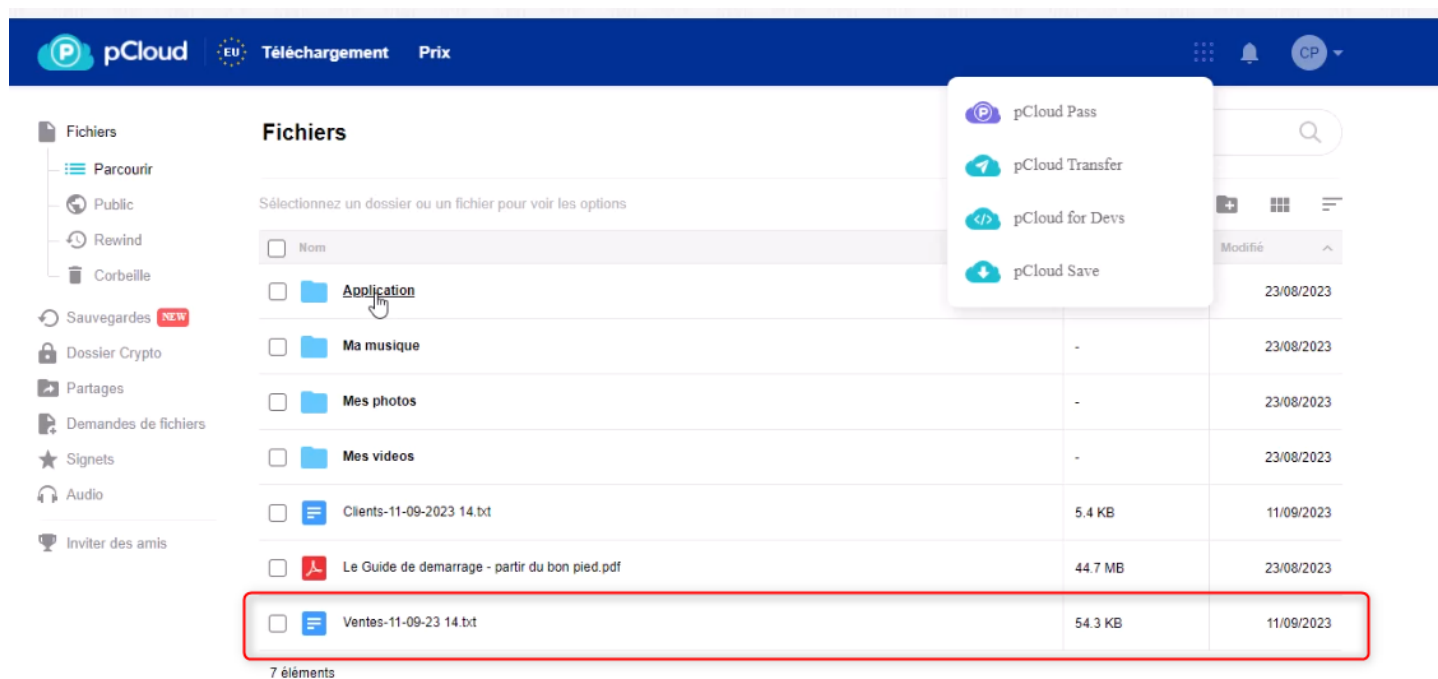 pCloud EU Téléchargement Prix CP
pCloud Pass
pCloud Transfer
pCloud for Devs
pCloud Save
Fichiers
Parcourir
Public
Rewind
Corbeille
Sauvegardes NEW
Dossier Crypto
Partages
Demandes de fichiers
Signets
Audio
Inviter des amis
Fichiers
Sélectionnez un dossier ou un fichier pour voir les options
Nom Modifié
Application 23/08/2023
Ma musique - 23/08/2023
Mes photos - 23/08/2023
Mes videos - 23/08/2023
Clients-11-09-2023 14.txt 5.4 KB 11/09/2023
Le Guide de demarrage - partir du bon pied.pdf 44.7 MB 23/08/2023
Ventes-11-09-23 14.txt 54.3 KB 11/09/2023
7 éléments